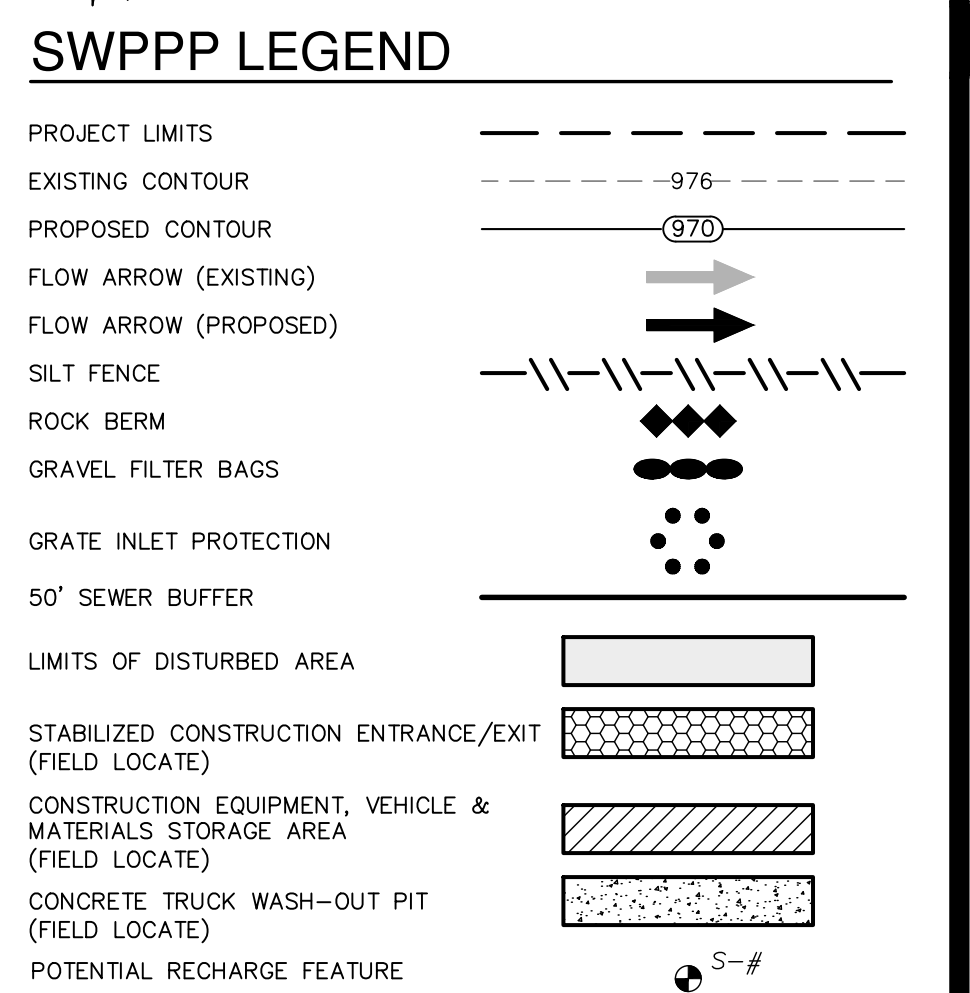 SWPPP LEGEND
PROJECT LIMITS
EXISTING CONTOUR 976
PROPOSED CONTOUR 970
FLOW ARROW (EXISTING)
FLOW ARROW (PROPOSED)
SILT FENCE
ROCK BERM
GRAVEL FILTER BAGS
GRATE INLET PROTECTION
50' SEWER BUFFER
LIMITS OF DISTURBED AREA
STABILIZED CONSTRUCTION ENTRANCE/EXIT
(FIELD LOCATE)
CONSTRUCTION EQUIPMENT, VEHICLE &
MATERIALS STORAGE AREA
(FIELD LOCATE)
CONCRETE TRUCK WASH-OUT PIT
(FIELD LOCATE)
POTENTIAL RECHARGE FEATURE S-#